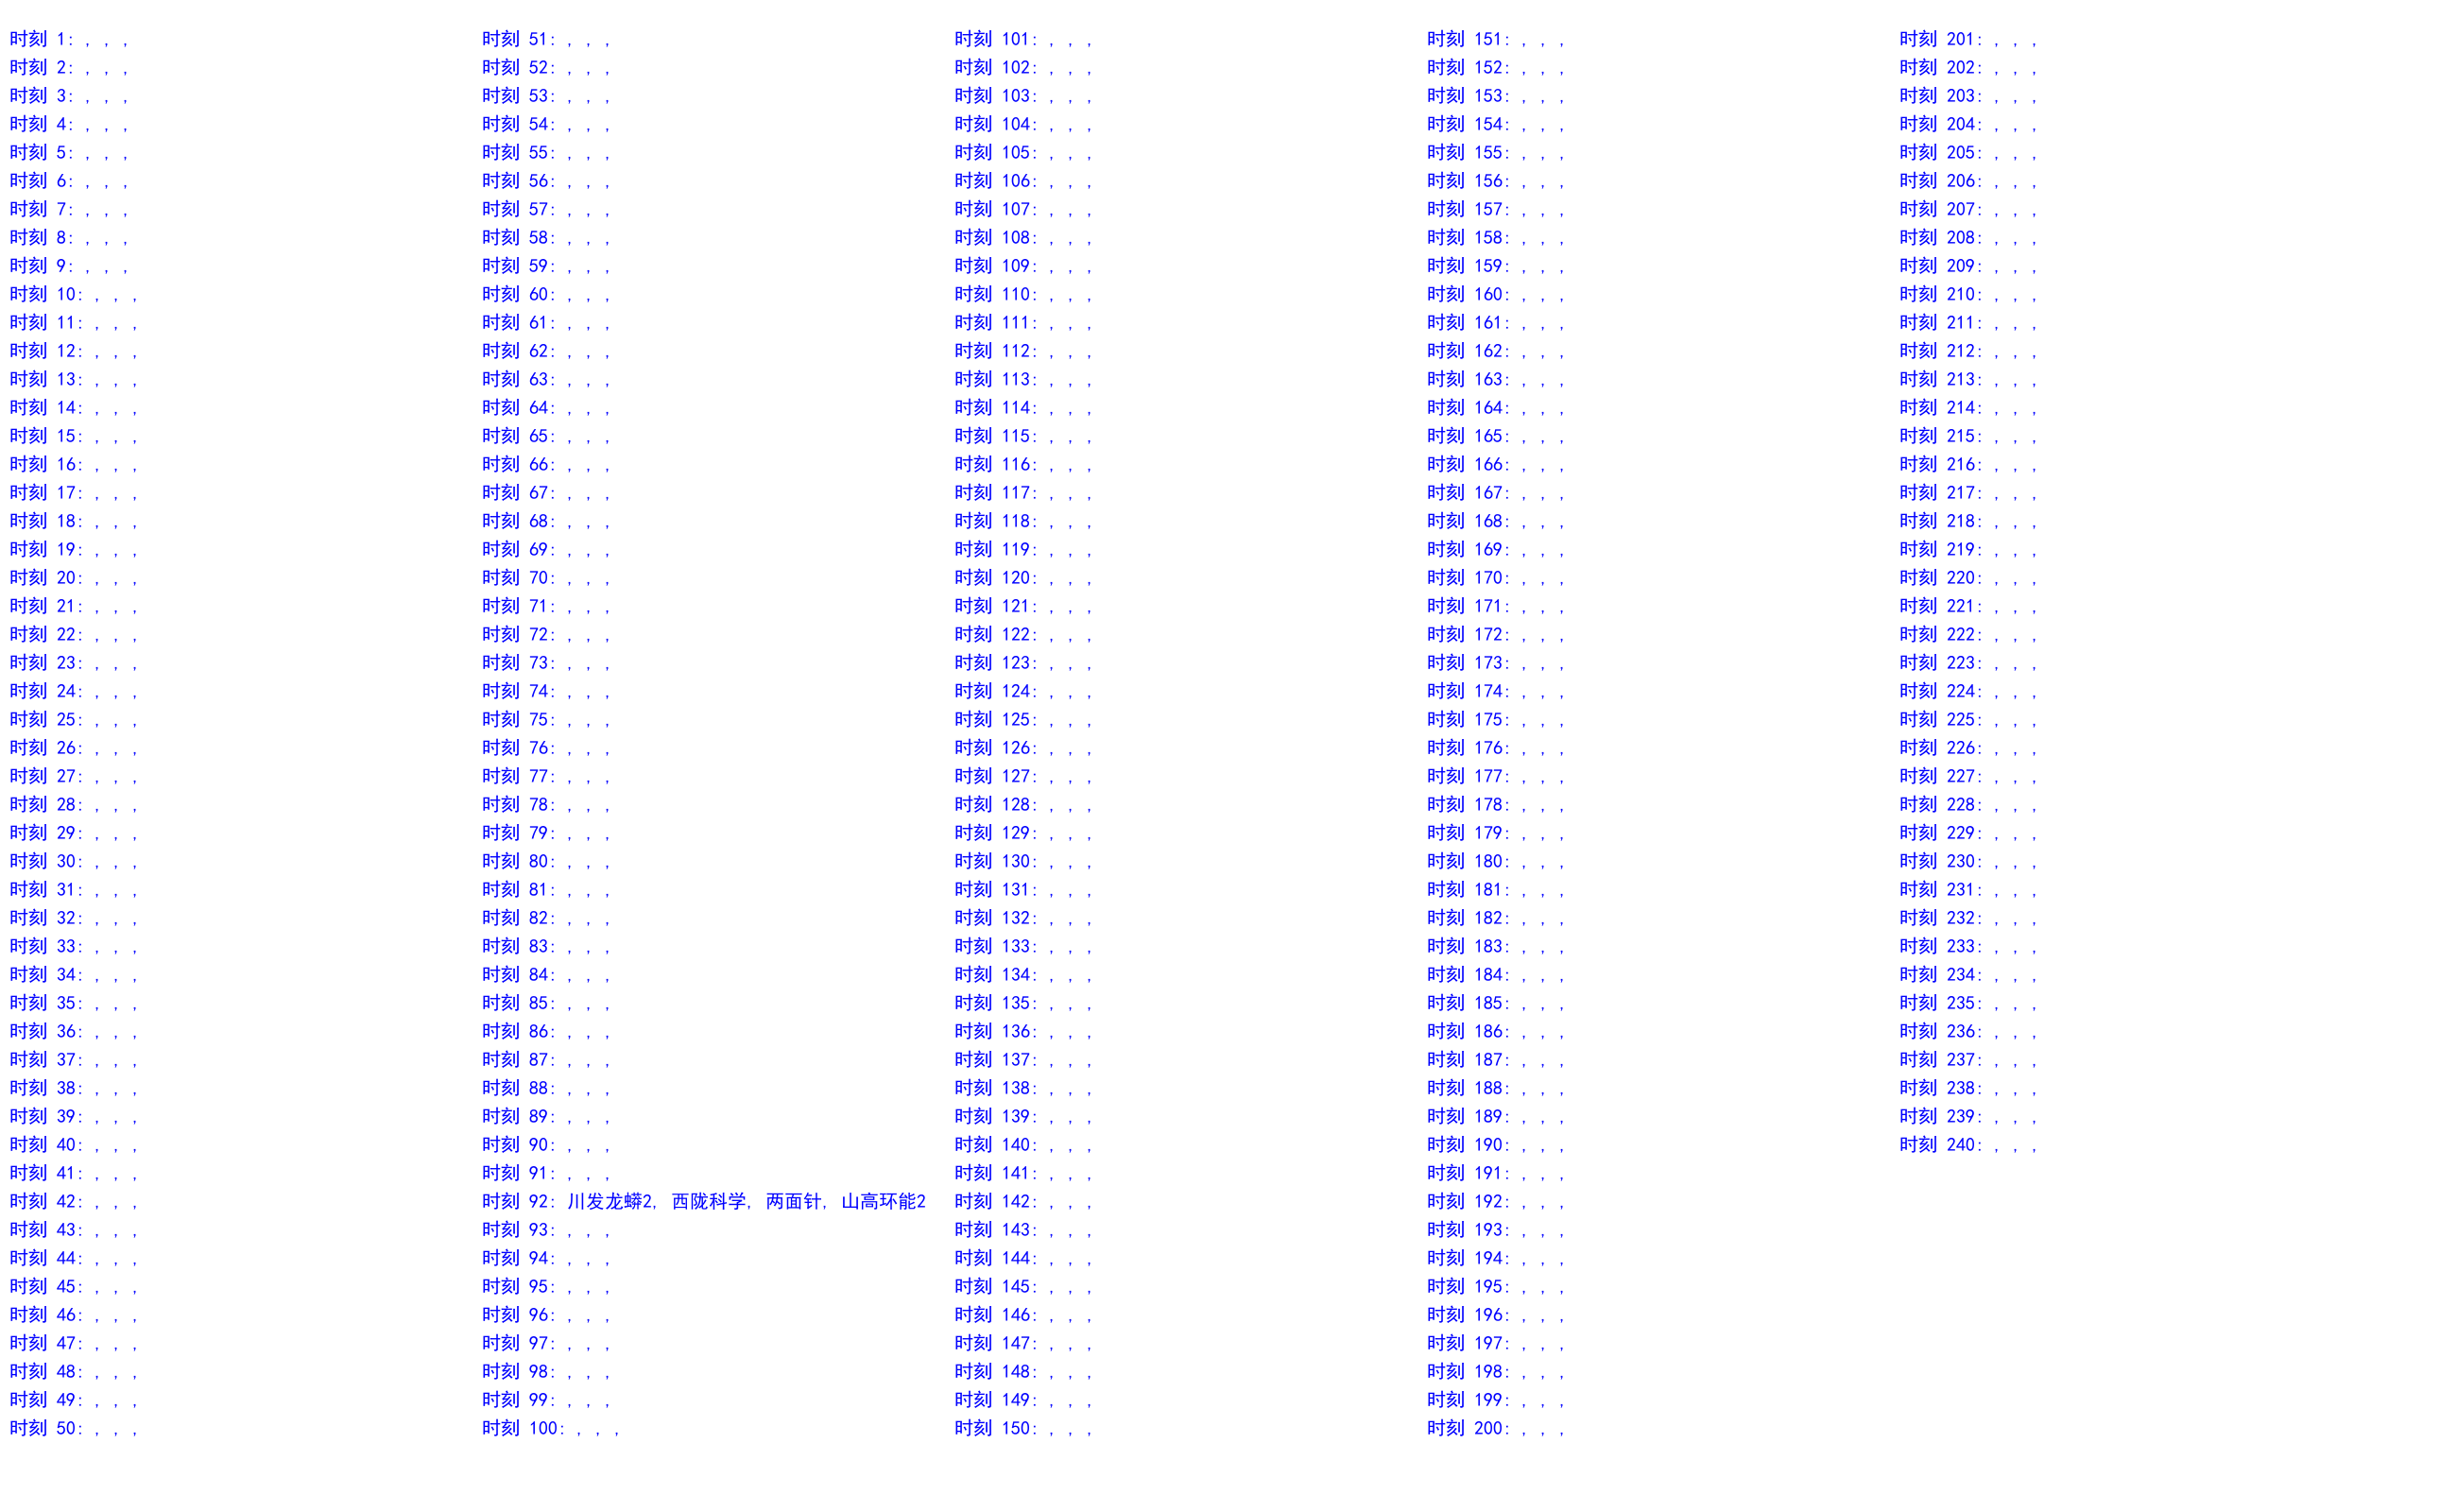 时刻 1: , , ,
时刻 2: , , ,
时刻 3: , , ,
时刻 4: , , ,
时刻 5: , , ,
时刻 6: , , ,
时刻 7: , , ,
时刻 8: , , ,
时刻 9: , , ,
时刻 10: , , ,
时刻 11: , , ,
时刻 12: , , ,
时刻 13: , , ,
时刻 14: , , ,
时刻 15: , , ,
时刻 16: , , ,
时刻 17: , , ,
时刻 18: , , ,
时刻 19: , , ,
时刻 20: , , ,
时刻 21: , , ,
时刻 22: , , ,
时刻 23: , , ,
时刻 24: , , ,
时刻 25: , , ,
时刻 26: , , ,
时刻 27: , , ,
时刻 28: , , ,
时刻 29: , , ,
时刻 30: , , ,
时刻 31: , , ,
时刻 32: , , ,
时刻 33: , , ,
时刻 34: , , ,
时刻 35: , , ,
时刻 36: , , ,
时刻 37: , , ,
时刻 38: , , ,
时刻 39: , , ,
时刻 40: , , ,
时刻 41: , , ,
时刻 42: , , ,
时刻 43: , , ,
时刻 44: , , ,
时刻 45: , , ,
时刻 46: , , ,
时刻 47: , , ,
时刻 48: , , ,
时刻 49: , , ,
时刻 50: , , ,
时刻 51: , , ,
时刻 52: , , ,
时刻 53: , , ,
时刻 54: , , ,
时刻 55: , , ,
时刻 56: , , ,
时刻 57: , , ,
时刻 58: , , ,
时刻 59: , , ,
时刻 60: , , ,
时刻 61: , , ,
时刻 62: , , ,
时刻 63: , , ,
时刻 64: , , ,
时刻 65: , , ,
时刻 66: , , ,
时刻 67: , , ,
时刻 68: , , ,
时刻 69: , , ,
时刻 70: , , ,
时刻 71: , , ,
时刻 72: , , ,
时刻 73: , , ,
时刻 74: , , ,
时刻 75: , , ,
时刻 76: , , ,
时刻 77: , , ,
时刻 78: , , ,
时刻 79: , , ,
时刻 80: , , ,
时刻 81: , , ,
时刻 82: , , ,
时刻 83: , , ,
时刻 84: , , ,
时刻 85: , , ,
时刻 86: , , ,
时刻 87: , , ,
时刻 88: , , ,
时刻 89: , , ,
时刻 90: , , ,
时刻 91: , , ,
时刻 92: 川发龙蟒2, 西陇科学, 两面针, 山高环能2
时刻 93: , , ,
时刻 94: , , ,
时刻 95: , , ,
时刻 96: , , ,
时刻 97: , , ,
时刻 98: , , ,
时刻 99: , , ,
时刻 100: , , ,
时刻 101: , , ,
时刻 102: , , ,
时刻 103: , , ,
时刻 104: , , ,
时刻 105: , , ,
时刻 106: , , ,
时刻 107: , , ,
时刻 108: , , ,
时刻 109: , , ,
时刻 110: , , ,
时刻 111: , , ,
时刻 112: , , ,
时刻 113: , , ,
时刻 114: , , ,
时刻 115: , , ,
时刻 116: , , ,
时刻 117: , , ,
时刻 118: , , ,
时刻 119: , , ,
时刻 120: , , ,
时刻 121: , , ,
时刻 122: , , ,
时刻 123: , , ,
时刻 124: , , ,
时刻 125: , , ,
时刻 126: , , ,
时刻 127: , , ,
时刻 128: , , ,
时刻 129: , , ,
时刻 130: , , ,
时刻 131: , , ,
时刻 132: , , ,
时刻 133: , , ,
时刻 134: , , ,
时刻 135: , , ,
时刻 136: , , ,
时刻 137: , , ,
时刻 138: , , ,
时刻 139: , , ,
时刻 140: , , ,
时刻 141: , , ,
时刻 142: , , ,
时刻 143: , , ,
时刻 144: , , ,
时刻 145: , , ,
时刻 146: , , ,
时刻 147: , , ,
时刻 148: , , ,
时刻 149: , , ,
时刻 150: , , ,
时刻 151: , , ,
时刻 152: , , ,
时刻 153: , , ,
时刻 154: , , ,
时刻 155: , , ,
时刻 156: , , ,
时刻 157: , , ,
时刻 158: , , ,
时刻 159: , , ,
时刻 160: , , ,
时刻 161: , , ,
时刻 162: , , ,
时刻 163: , , ,
时刻 164: , , ,
时刻 165: , , ,
时刻 166: , , ,
时刻 167: , , ,
时刻 168: , , ,
时刻 169: , , ,
时刻 170: , , ,
时刻 171: , , ,
时刻 172: , , ,
时刻 173: , , ,
时刻 174: , , ,
时刻 175: , , ,
时刻 176: , , ,
时刻 177: , , ,
时刻 178: , , ,
时刻 179: , , ,
时刻 180: , , ,
时刻 181: , , ,
时刻 182: , , ,
时刻 183: , , ,
时刻 184: , , ,
时刻 185: , , ,
时刻 186: , , ,
时刻 187: , , ,
时刻 188: , , ,
时刻 189: , , ,
时刻 190: , , ,
时刻 191: , , ,
时刻 192: , , ,
时刻 193: , , ,
时刻 194: , , ,
时刻 195: , , ,
时刻 196: , , ,
时刻 197: , , ,
时刻 198: , , ,
时刻 199: , , ,
时刻 200: , , ,
时刻 201: , , ,
时刻 202: , , ,
时刻 203: , , ,
时刻 204: , , ,
时刻 205: , , ,
时刻 206: , , ,
时刻 207: , , ,
时刻 208: , , ,
时刻 209: , , ,
时刻 210: , , ,
时刻 211: , , ,
时刻 212: , , ,
时刻 213: , , ,
时刻 214: , , ,
时刻 215: , , ,
时刻 216: , , ,
时刻 217: , , ,
时刻 218: , , ,
时刻 219: , , ,
时刻 220: , , ,
时刻 221: , , ,
时刻 222: , , ,
时刻 223: , , ,
时刻 224: , , ,
时刻 225: , , ,
时刻 226: , , ,
时刻 227: , , ,
时刻 228: , , ,
时刻 229: , , ,
时刻 230: , , ,
时刻 231: , , ,
时刻 232: , , ,
时刻 233: , , ,
时刻 234: , , ,
时刻 235: , , ,
时刻 236: , , ,
时刻 237: , , ,
时刻 238: , , ,
时刻 239: , , ,
时刻 240: , , ,